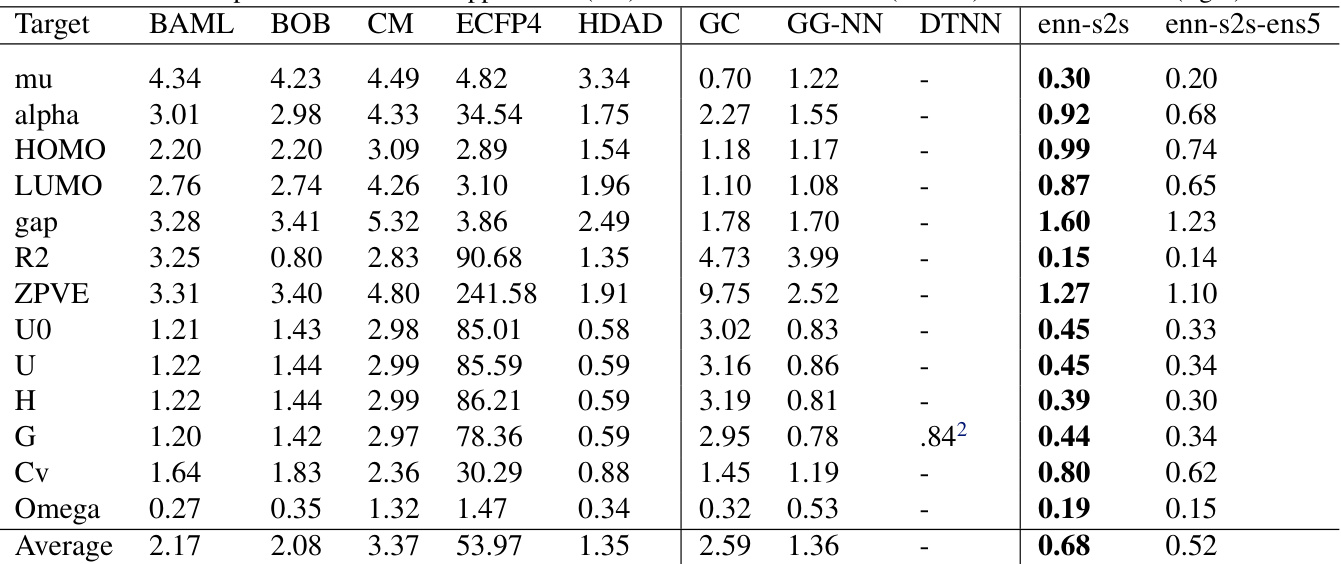 Target BAML BOB CM ECFP4 HDAD GC GG-NN DTNN enn-s2s enn-s2s-ens5
mu 4.34 4.23 4.49 4.82 3.34 0.70 1.22 - 0.30 0.20
alpha 3.01 2.98 4.33 34.54 1.75 2.27 1.55 - 0.92 0.68
HOMO 2.20 2.20 3.09 2.89 1.54 1.18 1.17 - 0.99 0.74
LUMO 2.76 2.74 4.26 3.10 1.96 1.10 1.08 - 0.87 0.65
gap 3.28 3.41 5.32 3.86 2.49 1.78 1.70 - 1.60 1.23
R2 3.25 0.80 2.83 90.68 1.35 4.73 3.99 - 0.15 0.14
ZPVE 3.31 3.40 4.80 241.58 1.91 9.75 2.52 - 1.27 1.10
U0 1.21 1.43 2.98 85.01 0.58 3.02 0.83 - 0.45 0.33
U 1.22 1.44 2.99 85.59 0.59 3.16 0.86 - 0.45 0.34
H 1.22 1.44 2.99 86.21 0.59 3.19 0.81 - 0.39 0.30
G 1.20 1.42 2.97 78.36 0.59 2.95 0.78 .84² 0.44 0.34
Cv 1.64 1.83 2.36 30.29 0.88 1.45 1.19 - 0.80 0.62
Omega 0.27 0.35 1.32 1.47 0.34 0.32 0.53 - 0.19 0.15
Average 2.17 2.08 3.37 53.97 1.35 2.59 1.36 - 0.68 0.52